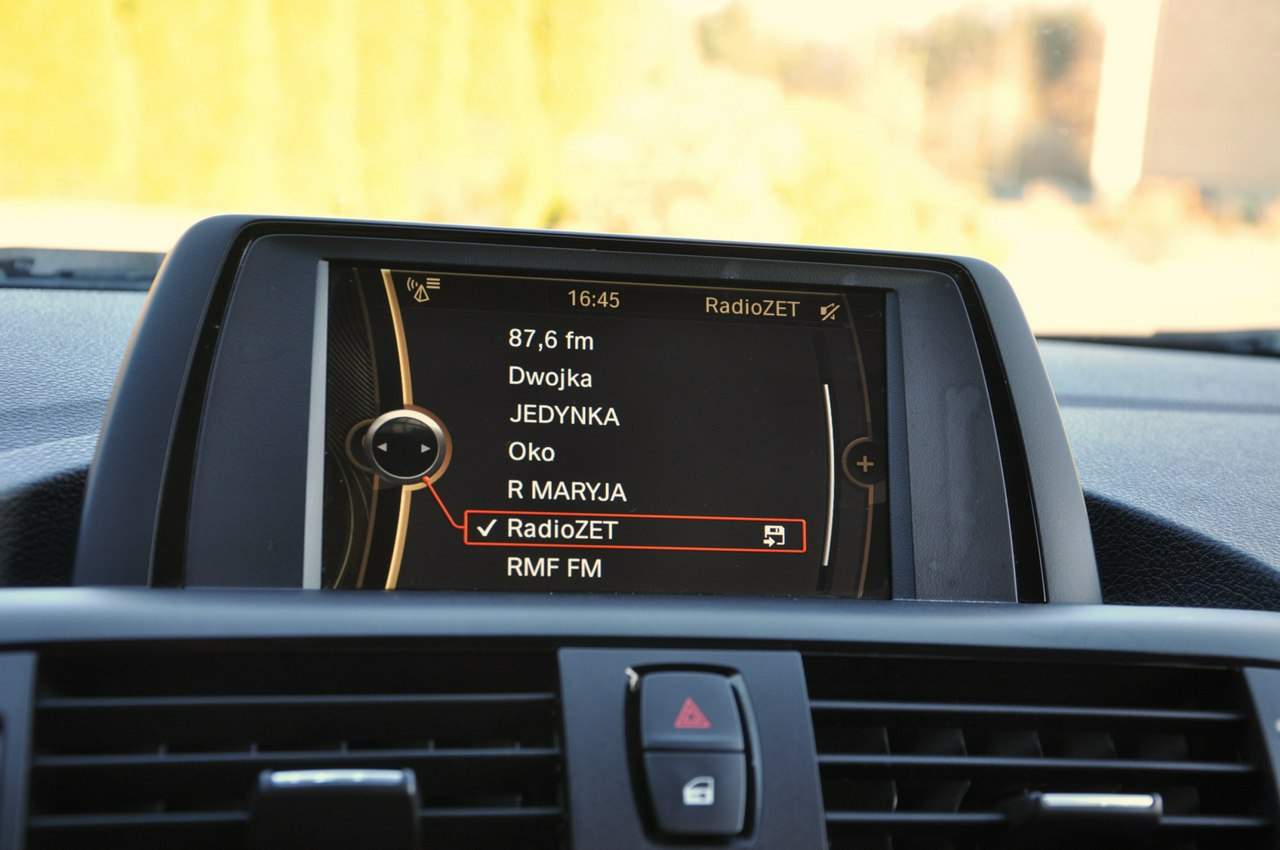 16:45
RadioZET
87,6 fm
Dwojka
JEDYNKA
Oko
R MARYJA
RadioZET
RMF FM